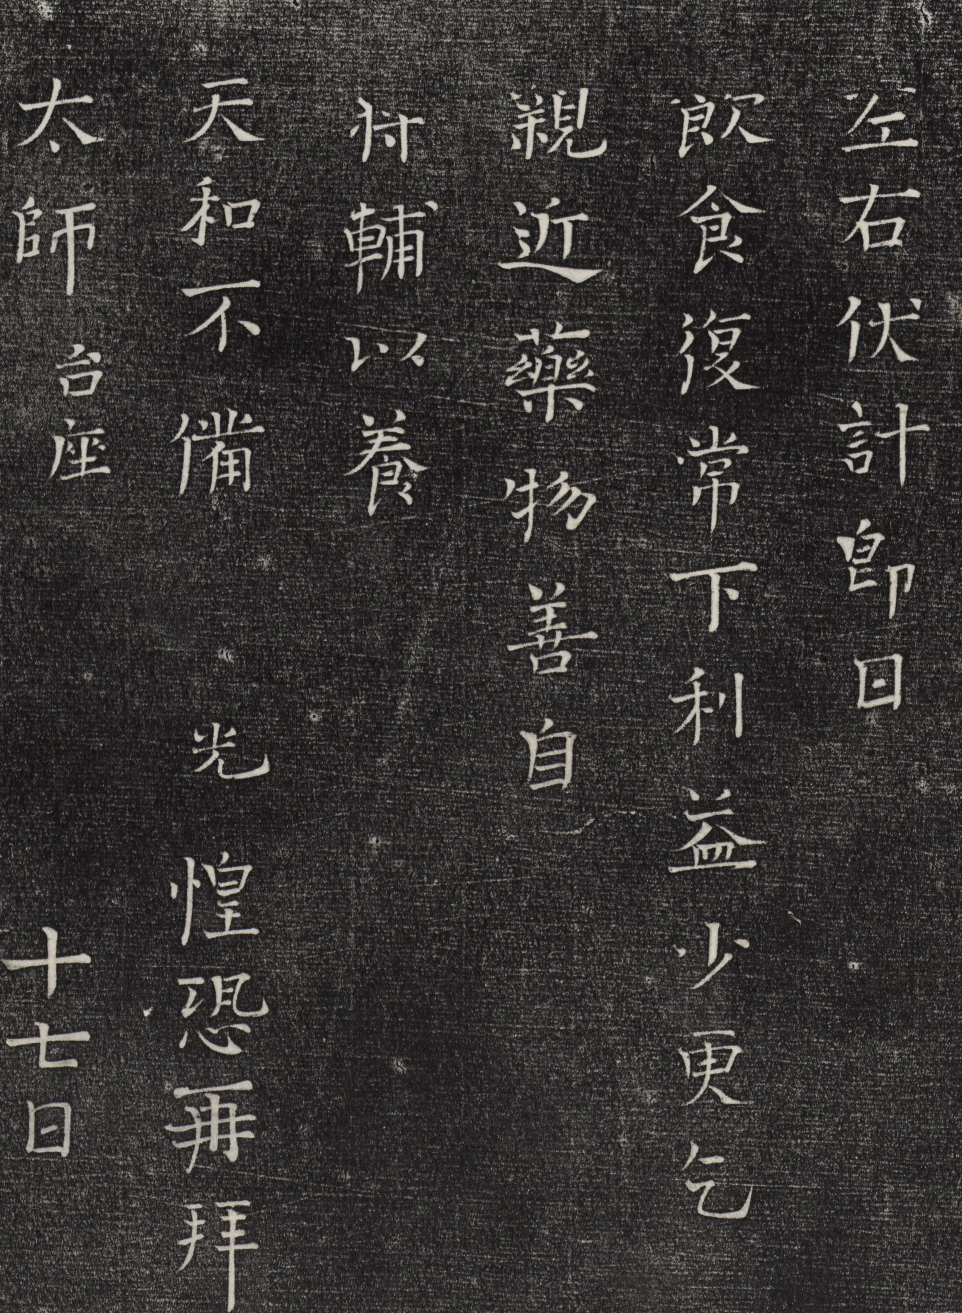 左右伏計即日
飲食復常下利益少更乞
親近藥物善自
將輔以養
天和不備 光 惶恐再拜
太師 台座 十七日